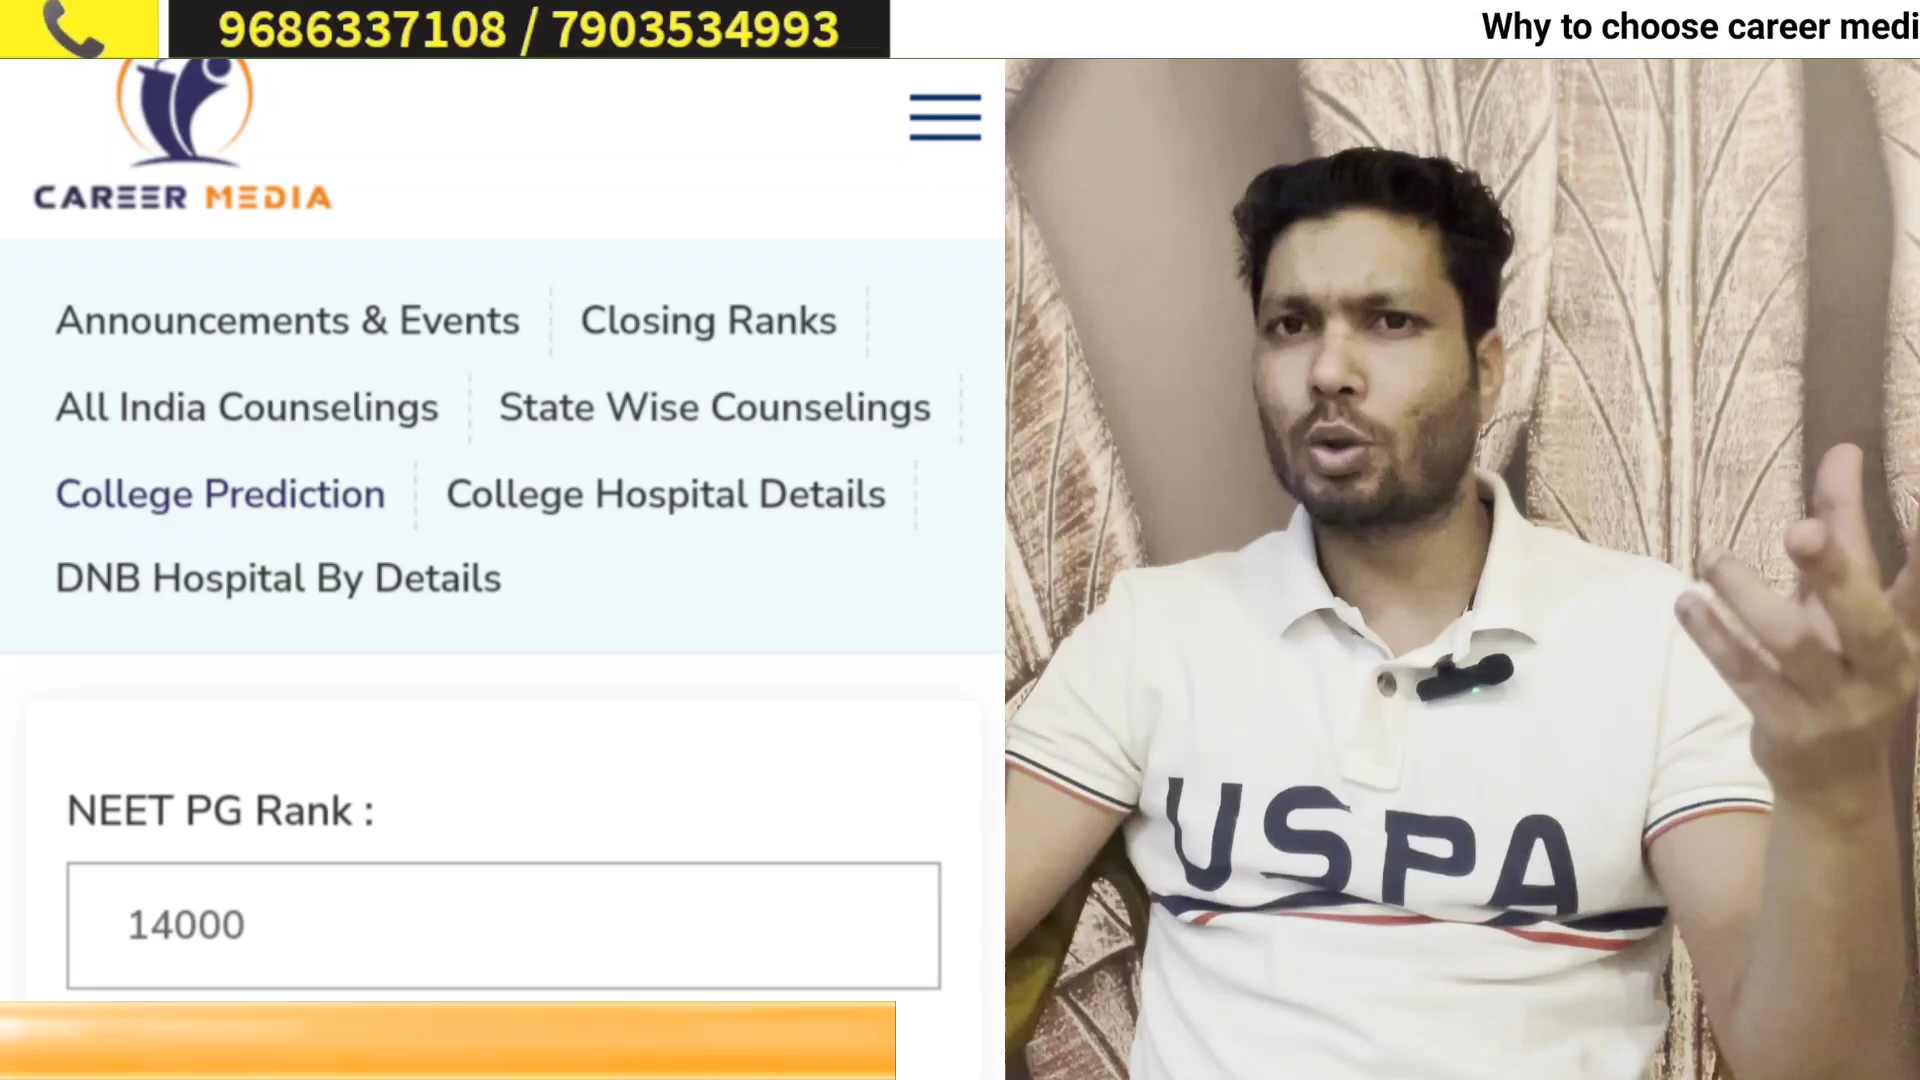 9686337108 / 7903534993
Why to choose career medi
CAREER MEDIA
Announcements & Events
Closing Ranks
All India Counselings
State Wise Counselings
College Prediction
College Hospital Details
DNB Hospital By Details
NEET PG Rank :
14000
USPA